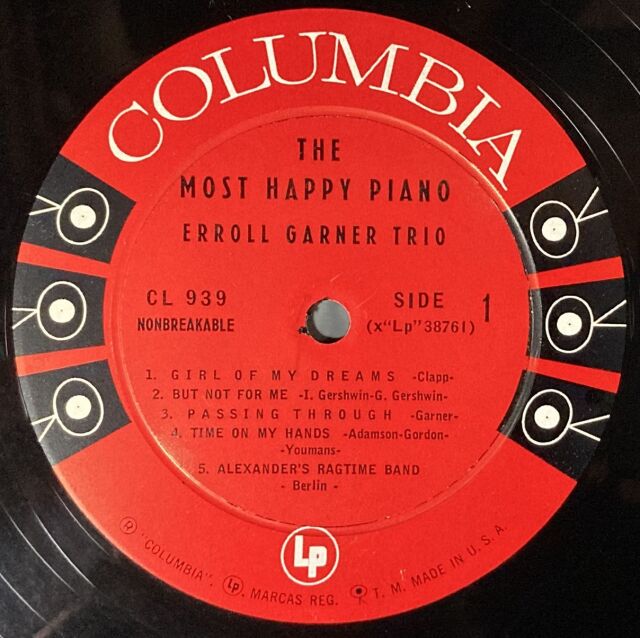 COLUMBIA
THE
MOST HAPPY PIANO
ERROLL GARNER TRIO
CL 939
NONBREAKABLE
SIDE 1
(x"Lp"38761)
1. GIRL OF MY DREAMS -Clapp-
2. BUT NOT FOR ME -I. Gershwin-G. Gershwin-
3. PASSING THROUGH -Garner-
4. TIME ON MY HANDS -Adamson-Gordon-
-Youmans-
5. ALEXANDER'S RAGTIME BAND
- Berlin -
Lp
® "COLUMBIA", Lp, MARCAS REG. T. M. MADE IN U. S. A.